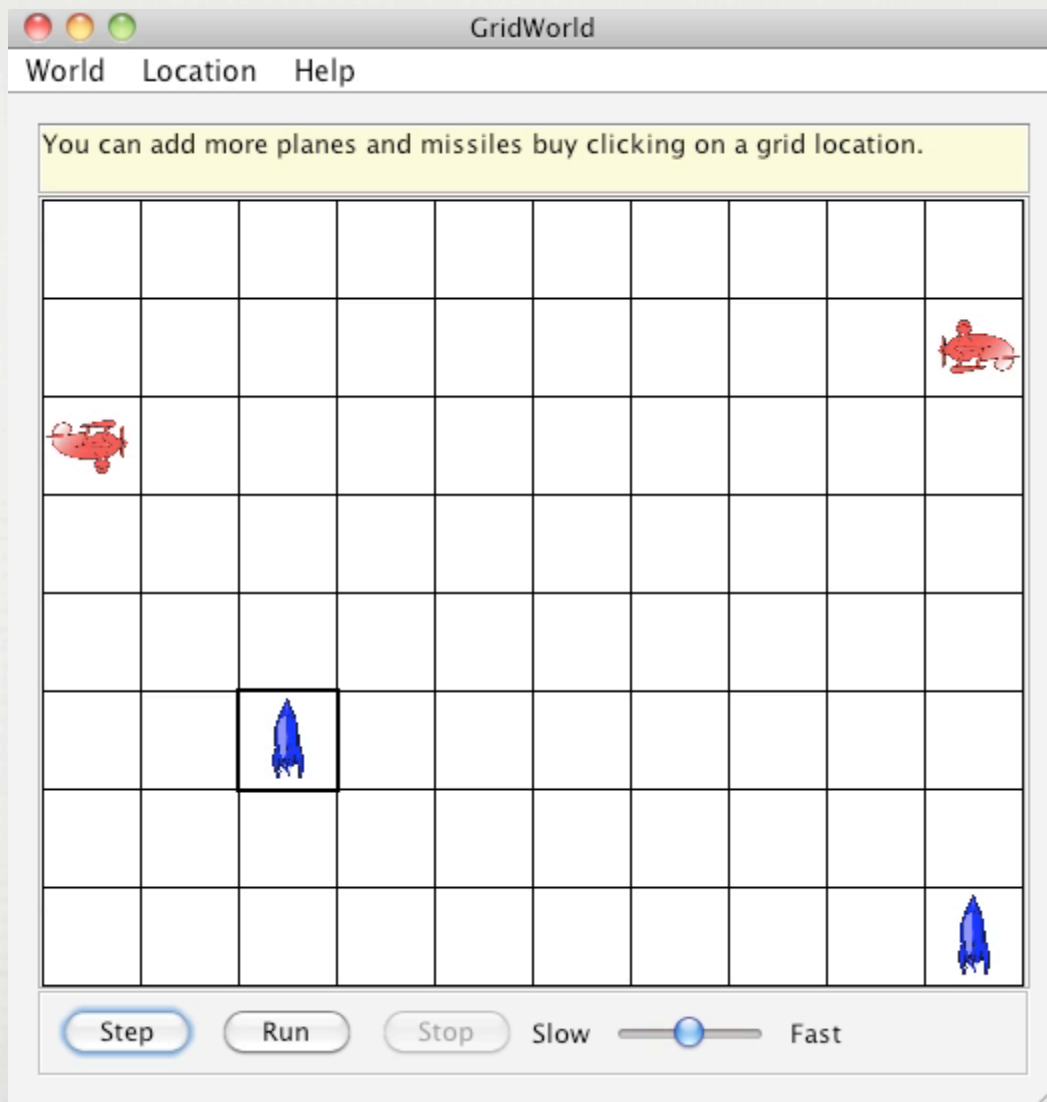 GridWorld
World Location Help
You can add more planes and missiles buy clicking on a grid location.
Step Run Stop Slow Fast